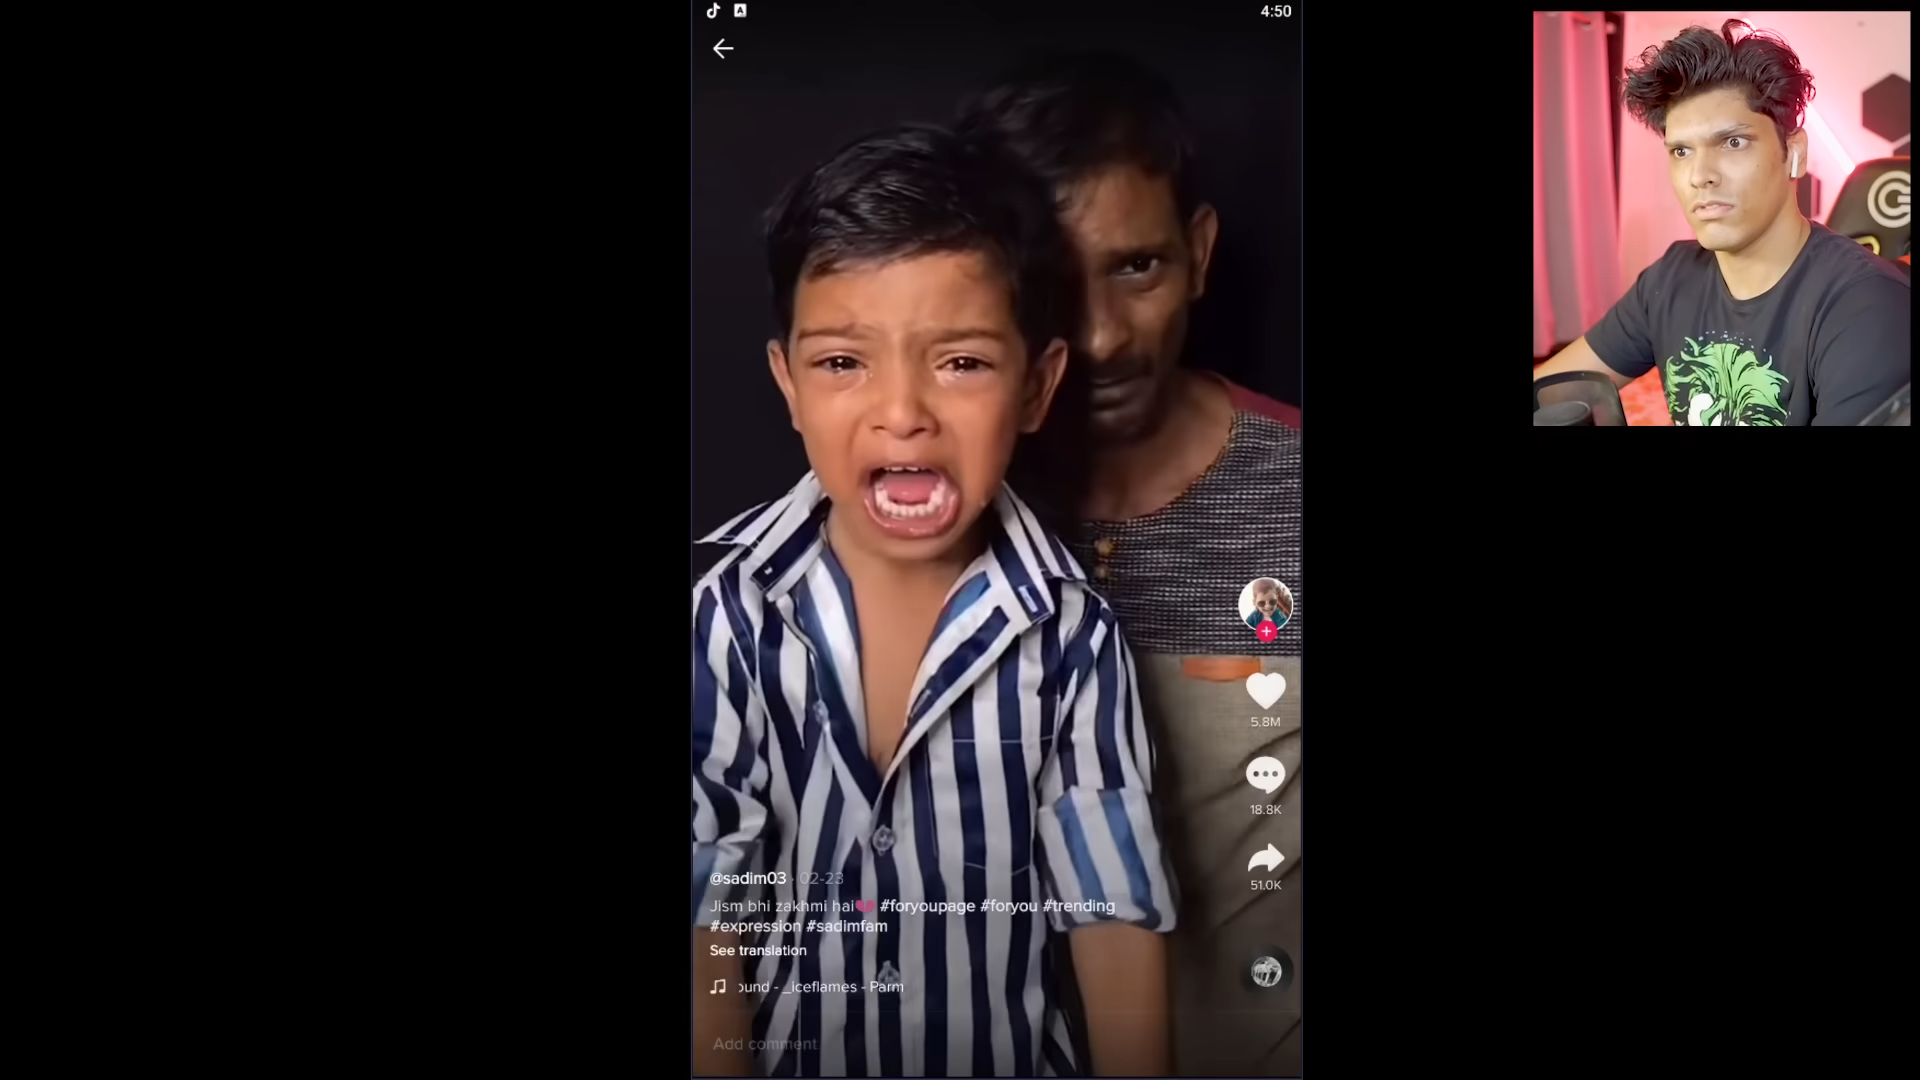 4:50
5.8M
18.8K
51.0K
@sadim03 · 02-23
Jism bhi zakhmi hai💔 #foryoupage #foryou #trending
#expression #sadimfam
See translation
ound - _iceflames - Parm
Add comment